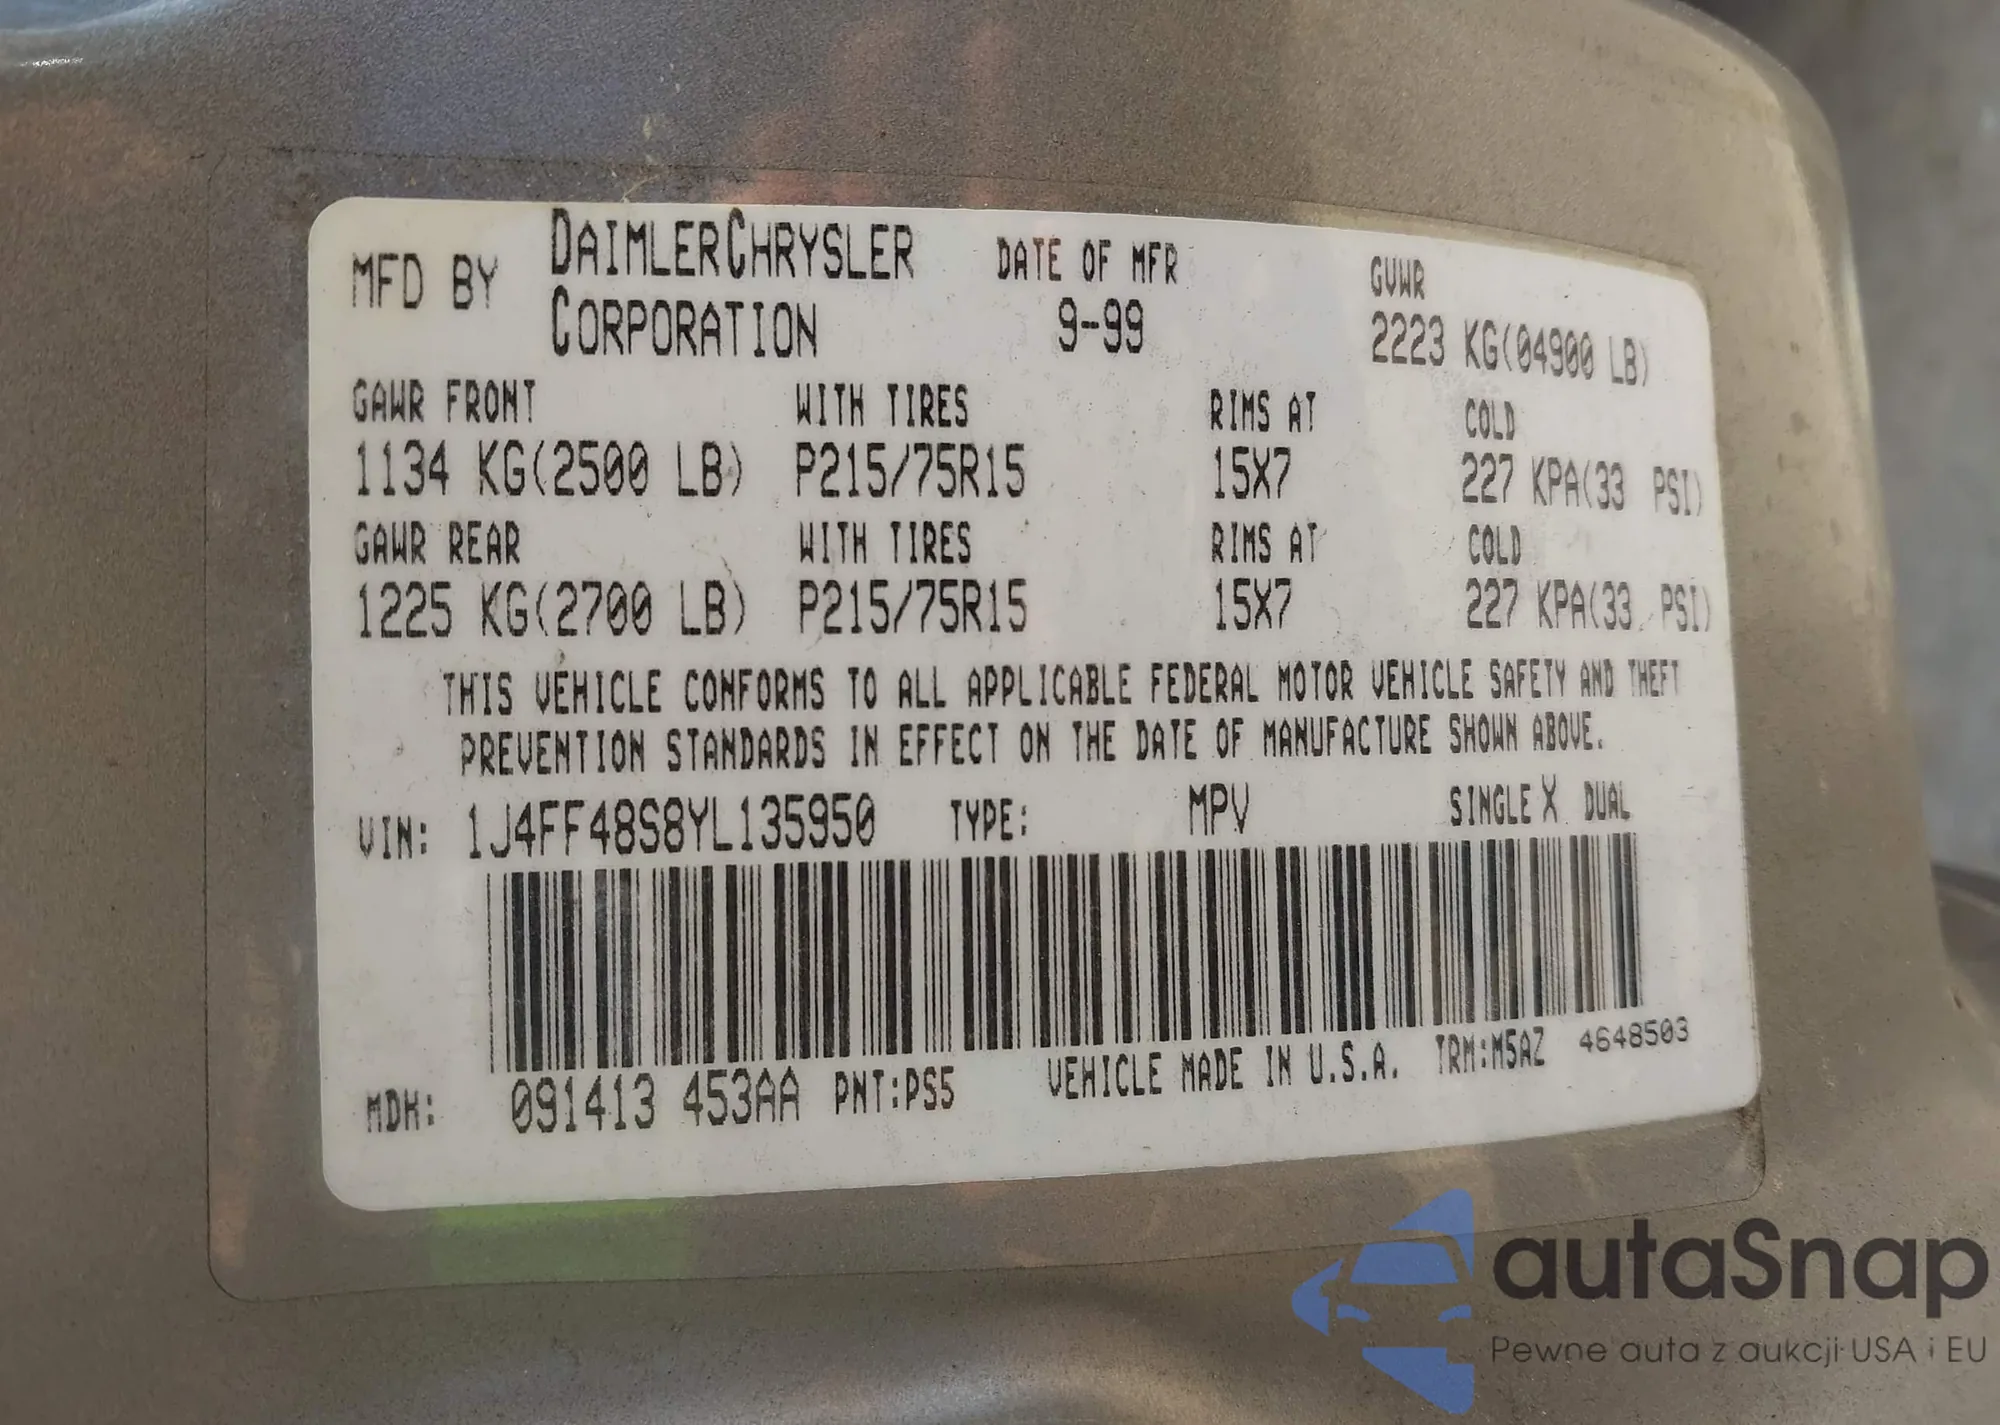 MFD BY DAIMLERCHRYSLER CORPORATION DATE OF MFR 9-99 GVWR 2223 KG(04900 LB)
GAWR FRONT WITH TIRES RIMS AT COLD
1134 KG(2500 LB) P215/75R15 15X7 227 KPA(33 PSI)
GAWR REAR WITH TIRES RIMS AT COLD
1225 KG(2700 LB) P215/75R15 15X7 227 KPA(33 PSI)
THIS VEHICLE CONFORMS TO ALL APPLICABLE FEDERAL MOTOR VEHICLE SAFETY AND THEFT
PREVENTION STANDARDS IN EFFECT ON THE DATE OF MANUFACTURE SHOWN ABOVE.
VIN: 1J4FF48S8YL135950 TYPE: MPV SINGLE X DUAL
MDH: 091413 453AA PNT:PS5 VEHICLE MADE IN U.S.A. TRM:M5AZ 4648503
autaSnap
Pewne auta z aukcji USA i EU